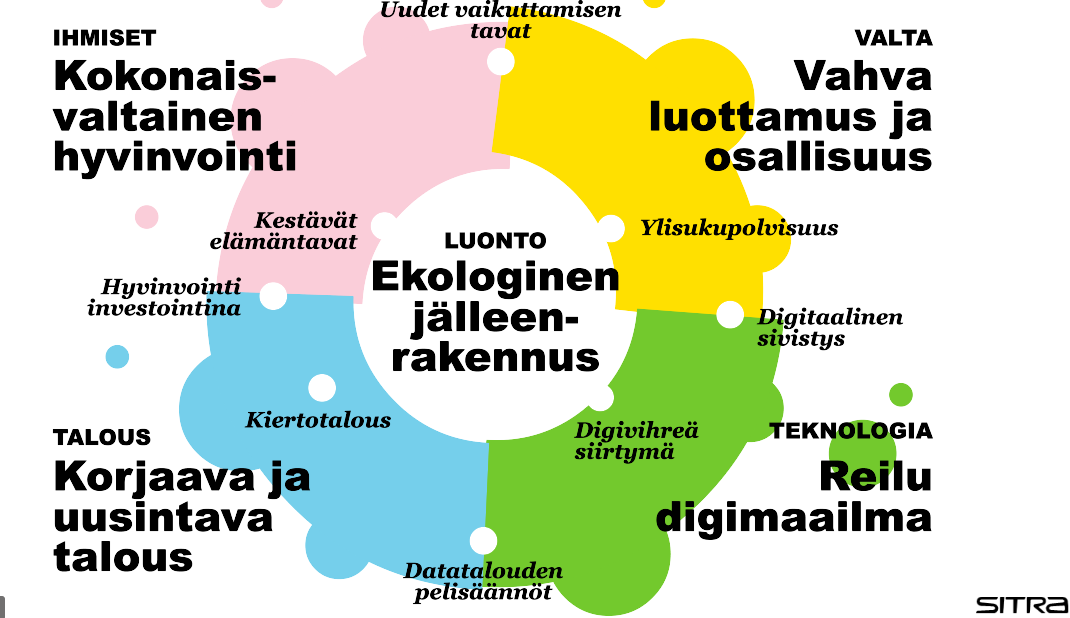 Uudet vaikuttamisen
tavat
IHMISET
Kokonais-
valtainen
hyvinvointi
VALTA
Vahva
luottamus ja
osallisuus
Kestävät
elämäntavat
Ylisukupolvisuus
LUONTO
Ekologinen
jälleen-
rakennus
Hyvinvointi
investointina
Digitaalinen
sivistys
Kiertotalous
Digivihreä
siirtymä
TALOUS
Korjaava ja
uusintava
talous
TEKNOLOGIA
Reilu
digimaailma
Datatalouden
pelisäännöt
SITRA